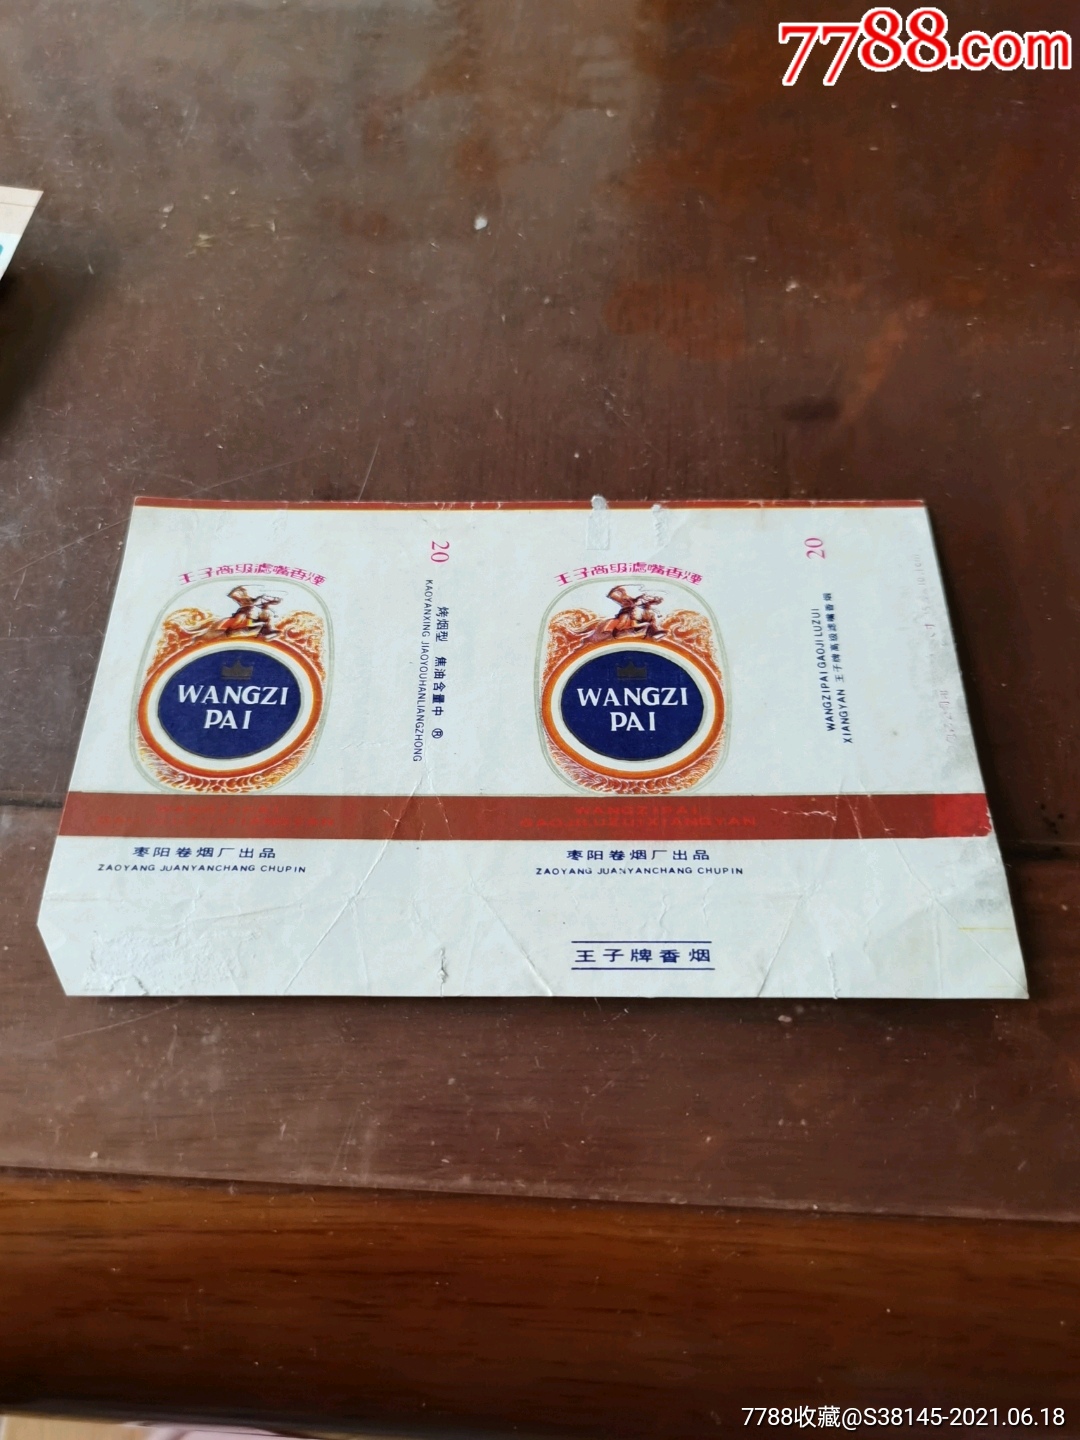 7788.com
王子高级滤嘴香煙
WANGZI
PAI
20
烤烟型 焦油含量中 ®
KAOYANXING JIAOYOUHANLIANGZHONG
王子高级滤嘴香煙
WANGZI
PAI
20
WANGZIPAI GAOJI LUZUI
XIANGYAN 王子牌高级滤嘴香烟
WANGZIPAI
GAOJILUZUIXIANGYAN
枣阳卷烟厂出品
ZAOYANG JUANYANCHANG CHUPIN
枣阳卷烟厂出品
ZAOYANG JUANYANCHANG CHUPIN
王子牌香烟
7788收藏@S38145-2021.06.18